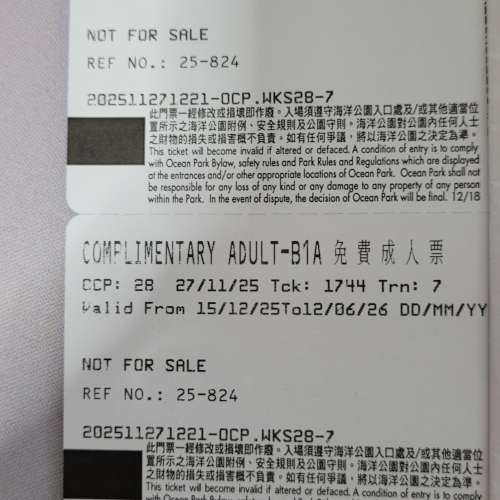 NOT FOR SALE
REF NO.: 25-824
202511271221-OCP.WKS28-7
此門票一經修改或損壞即作廢。入場須遵守海洋公園入口處及/或其他適當位
置所示之海洋公園附例、安全規則及公園守則。海洋公園對公園內任何人士
之財物的損失或損害概不負責。如有任何爭議，將以海洋公園之決定為準。
This ticket will become invalid if altered or defaced. A condition of entry is to comply
with Ocean Park Bylaw, safety rules and Park Rules and Regulations which are displayed
at the entrances and/or other appropriate locations of Ocean Park. Ocean Park shall not
be responsible for any loss of any kind or any damage to any property of any person
within the Park. In the event of dispute, the decision of Ocean Park will be final. 12/18
COMPLIMENTARY ADULT-B1A 免費成人票
OCP: 28 27/11/25 Tck: 1744 Trn: 7
Valid From 15/12/25To12/06/26 DD/MM/YY
NOT FOR SALE
REF NO.: 25-824
202511271221-OCP.WKS28-7
此門票一經修改或損壞即作廢。入場須遵守海洋公園入口處及/或其他適當位
置所示之海洋公園附例、安全規則及公園守則。海洋公園對公園內任何人士
之財物的損失或損害概不負責。如有任何爭議，將以海洋公園之決定為準。
This ticket will become invalid if altered or defaced. A condition of entry is to comply